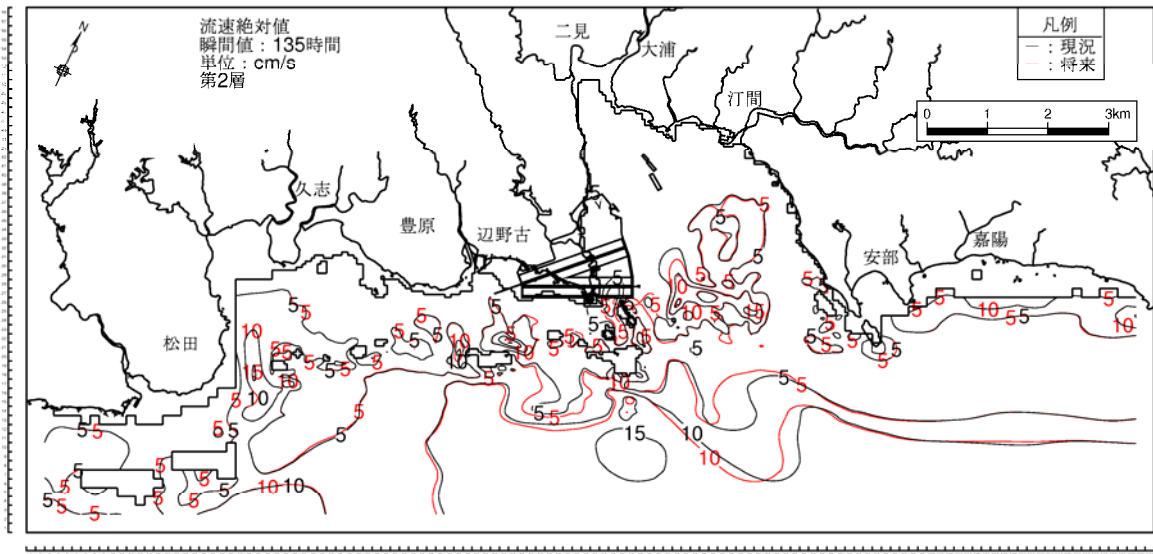 流速絶対値
瞬間値：135時間
単位：cm/s
第2層
凡例
－：現況
－：将来
0 1 2 3km
N
二見
大浦
汀間
久志
豊原
辺野古
安部
嘉陽
松田
5
10
15